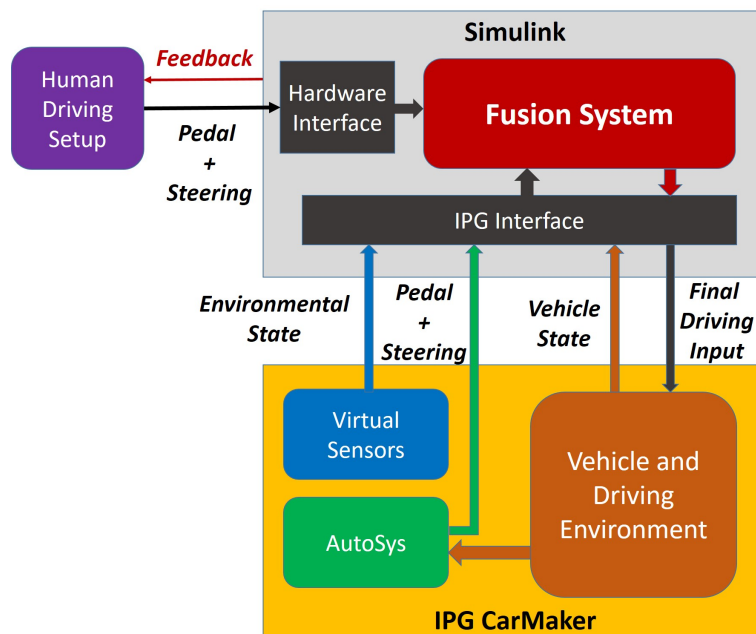 Simulink
Feedback
Human
Driving
Setup
Hardware
Interface
Fusion System
Pedal
+
Steering
IPG Interface
Environmental
State
Pedal
+
Steering
Vehicle
State
Final
Driving
Input
Virtual
Sensors
Vehicle and
Driving
Environment
AutoSys
IPG CarMaker